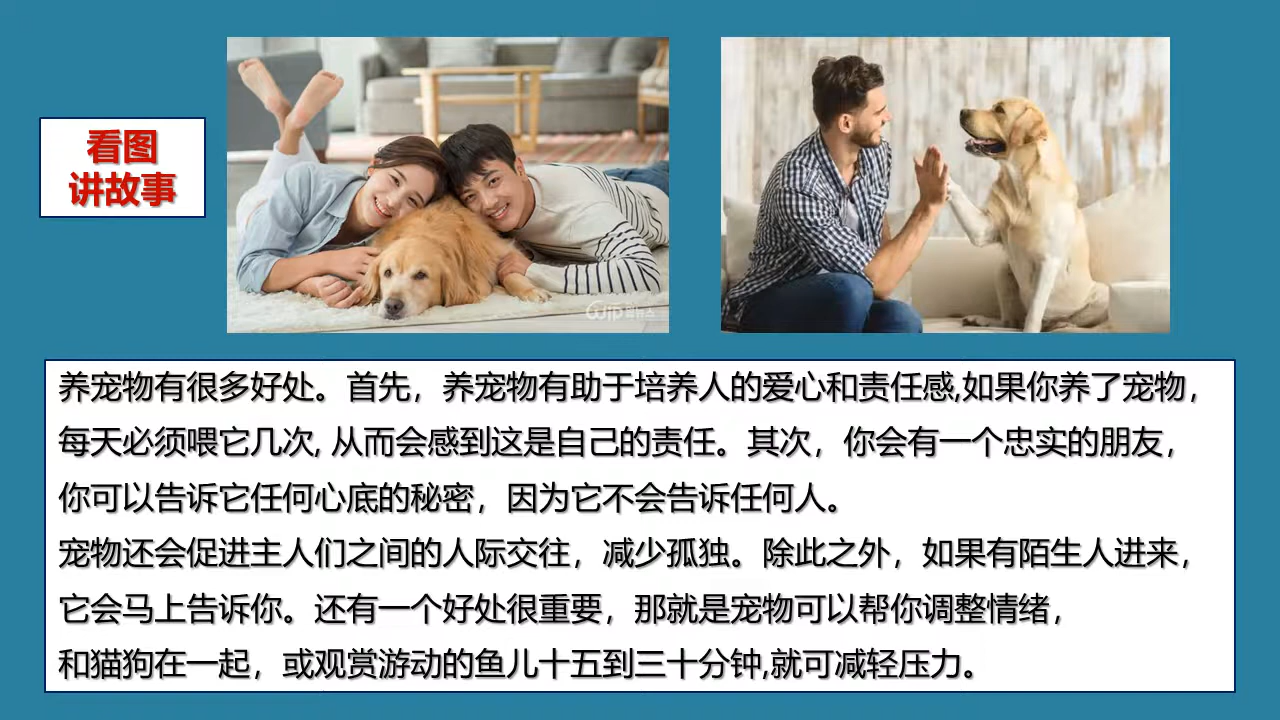 看图
讲故事
养宠物有很多好处。首先，养宠物有助于培养人的爱心和责任感,如果你养了宠物，
每天必须喂它几次, 从而会感到这是自己的责任。其次，你会有一个忠实的朋友，
你可以告诉它任何心底的秘密，因为它不会告诉任何人。
宠物还会促进主人们之间的人际交往，减少孤独。除此之外，如果有陌生人进来，
它会马上告诉你。还有一个好处很重要，那就是宠物可以帮你调整情绪，
和猫狗在一起，或观赏游动的鱼儿十五到三十分钟,就可减轻压力。